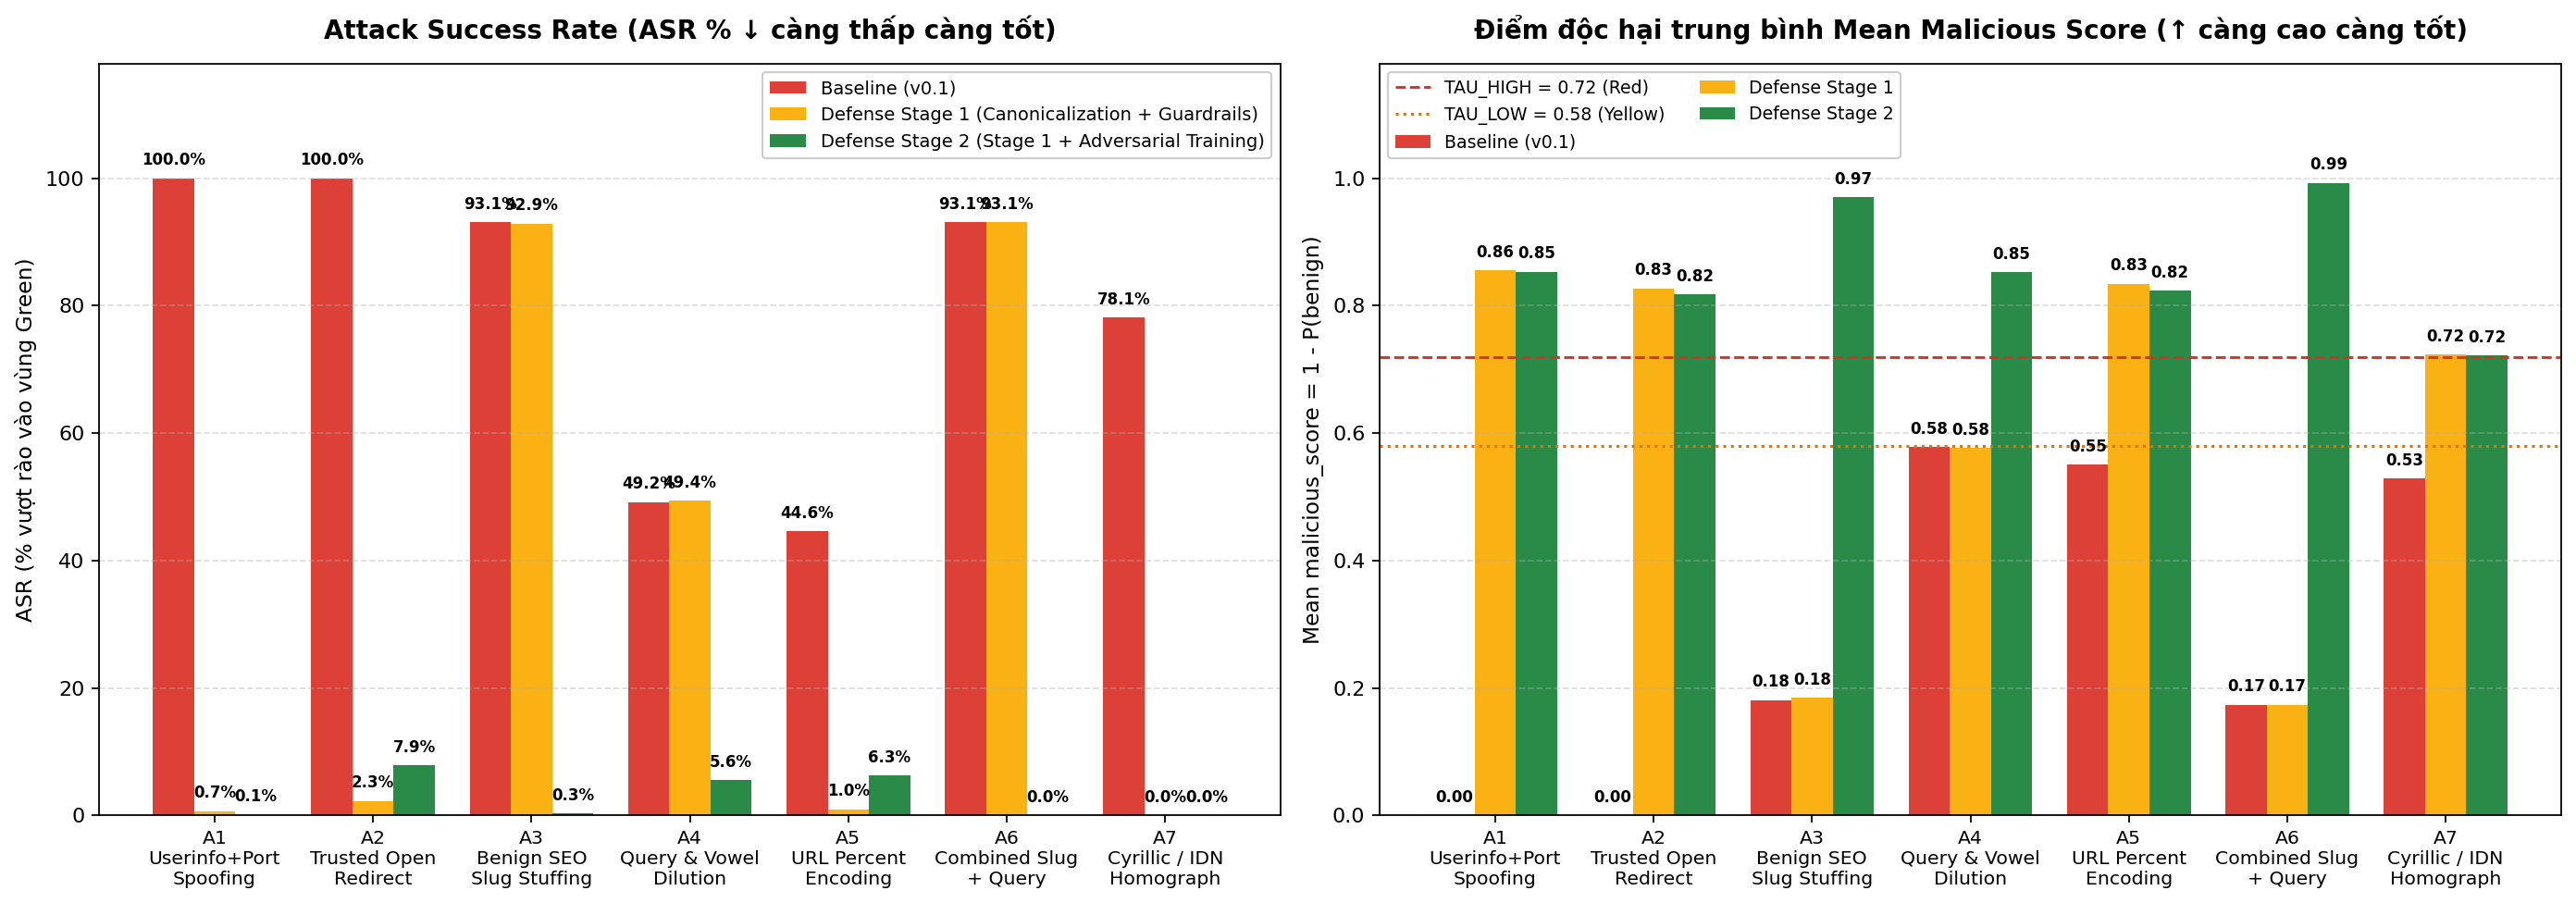 Attack Success Rate (ASR % ↓ càng thấp càng tốt)
Baseline (v0.1)
Defense Stage 1 (Canonicalization + Guardrails)
Defense Stage 2 (Stage 1 + Adversarial Training)
ASR (% vượt rào vào vùng Green)
100
80
60
40
20
0
100.0%
0.7%
0.1%
100.0%
2.3%
7.9%
93.1%
92.9%
0.3%
49.2%
49.4%
5.6%
44.6%
1.0%
6.3%
93.1%
93.1%
0.0%
78.1%
0.0%
0.0%
A1
Userinfo+Port
Spoofing
A2
Trusted Open
Redirect
A3
Benign SEO
Slug Stuffing
A4
Query & Vowel
Dilution
A5
URL Percent
Encoding
A6
Combined Slug
+ Query
A7
Cyrillic / IDN
Homograph
Điểm độc hại trung bình Mean Malicious Score (↑ càng cao càng tốt)
TAU_HIGH = 0.72 (Red)
TAU_LOW = 0.58 (Yellow)
Baseline (v0.1)
Defense Stage 1
Defense Stage 2
Mean malicious_score = 1 - P(benign)
1.0
0.8
0.6
0.4
0.2
0.0
0.00
0.86
0.85
0.00
0.83
0.82
0.18
0.18
0.97
0.58
0.58
0.85
0.55
0.83
0.82
0.17
0.17
0.99
0.53
0.72
0.72
A1
Userinfo+Port
Spoofing
A2
Trusted Open
Redirect
A3
Benign SEO
Slug Stuffing
A4
Query & Vowel
Dilution
A5
URL Percent
Encoding
A6
Combined Slug
+ Query
A7
Cyrillic / IDN
Homograph